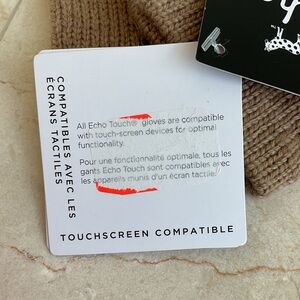 COMPATIBLES AVEC LES
ÉCRANS TACTILES
All Echo Touch® gloves are compatible
with touch-screen devices for optimal
functionality.
Pour une fonctionnalité optimale, tous les
gants Echo Touch sont compatibles avec
les appareils munis d'un écran tactile.
TOUCHSCREEN COMPATIBLE